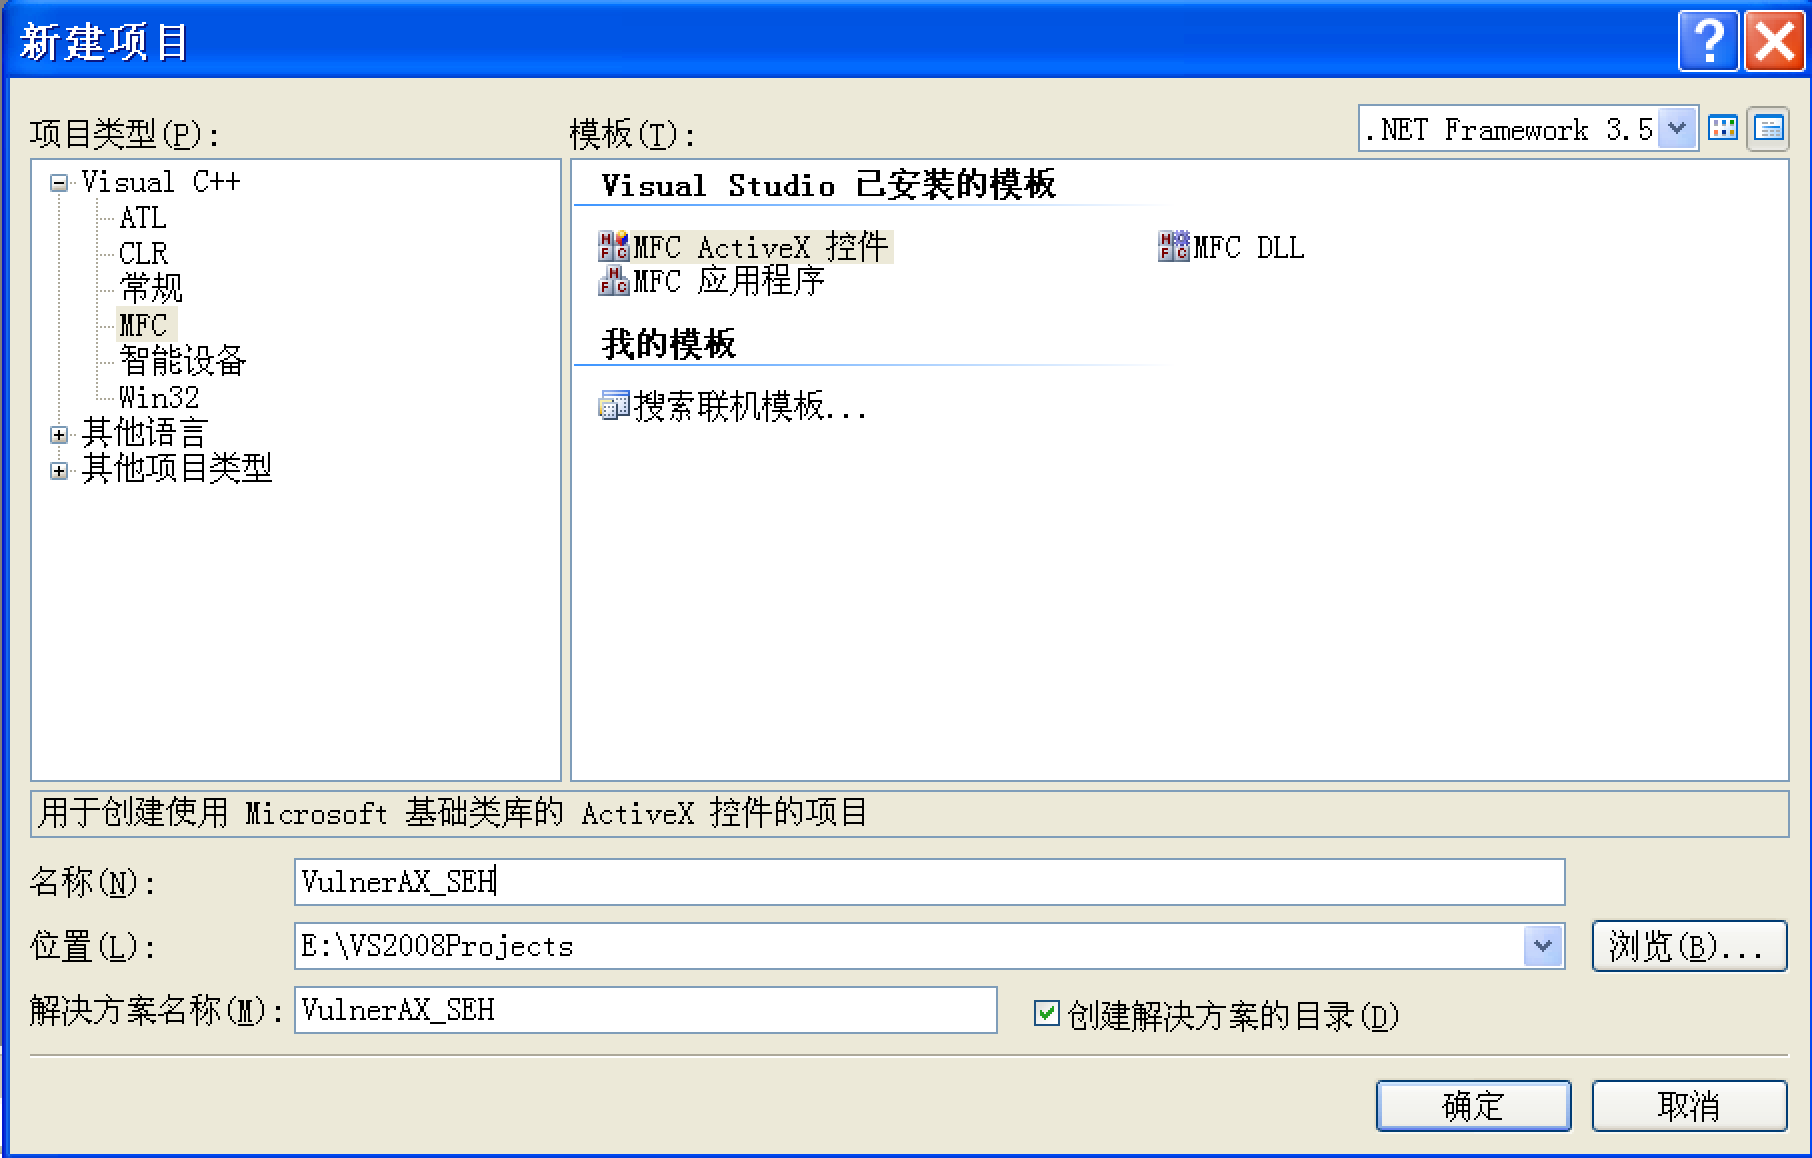 新建项目
项目类型(P):
模板(T):
.NET Framework 3.5
Visual C++
ATL
CLR
常规
MFC
智能设备
Win32
其他语言
其他项目类型
Visual Studio 已安装的模板
MFC ActiveX 控件
MFC DLL
MFC 应用程序
我的模板
搜索联机模板...
用于创建使用 Microsoft 基础类库的 ActiveX 控件的项目
名称(N):
VulnerAX_SEH
位置(L):
E:\VS2008Projects
浏览(B)...
解决方案名称(M):
VulnerAX_SEH
创建解决方案的目录(D)
确定
取消